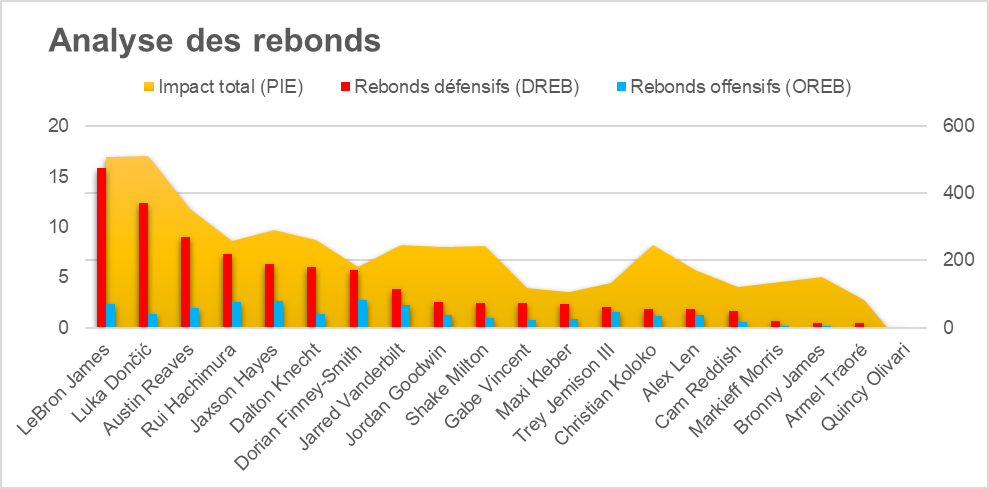 Analyse des rebonds
Impact total (PIE) Rebonds défensifs (DREB) Rebonds offensifs (OREB)
20 600
15
400
10
200
5
0 0
LeBron James
Luka Dončić
Austin Reaves
Rui Hachimura
Jaxson Hayes
Dalton Knecht
Dorian Finney-Smith
Jarred Vanderbilt
Jordan Goodwin
Shake Milton
Gabe Vincent
Maxi Kleber
Trey Jemison III
Christian Koloko
Alex Len
Cam Reddish
Markieff Morris
Bronny James
Armel Traoré
Quincy Olivari